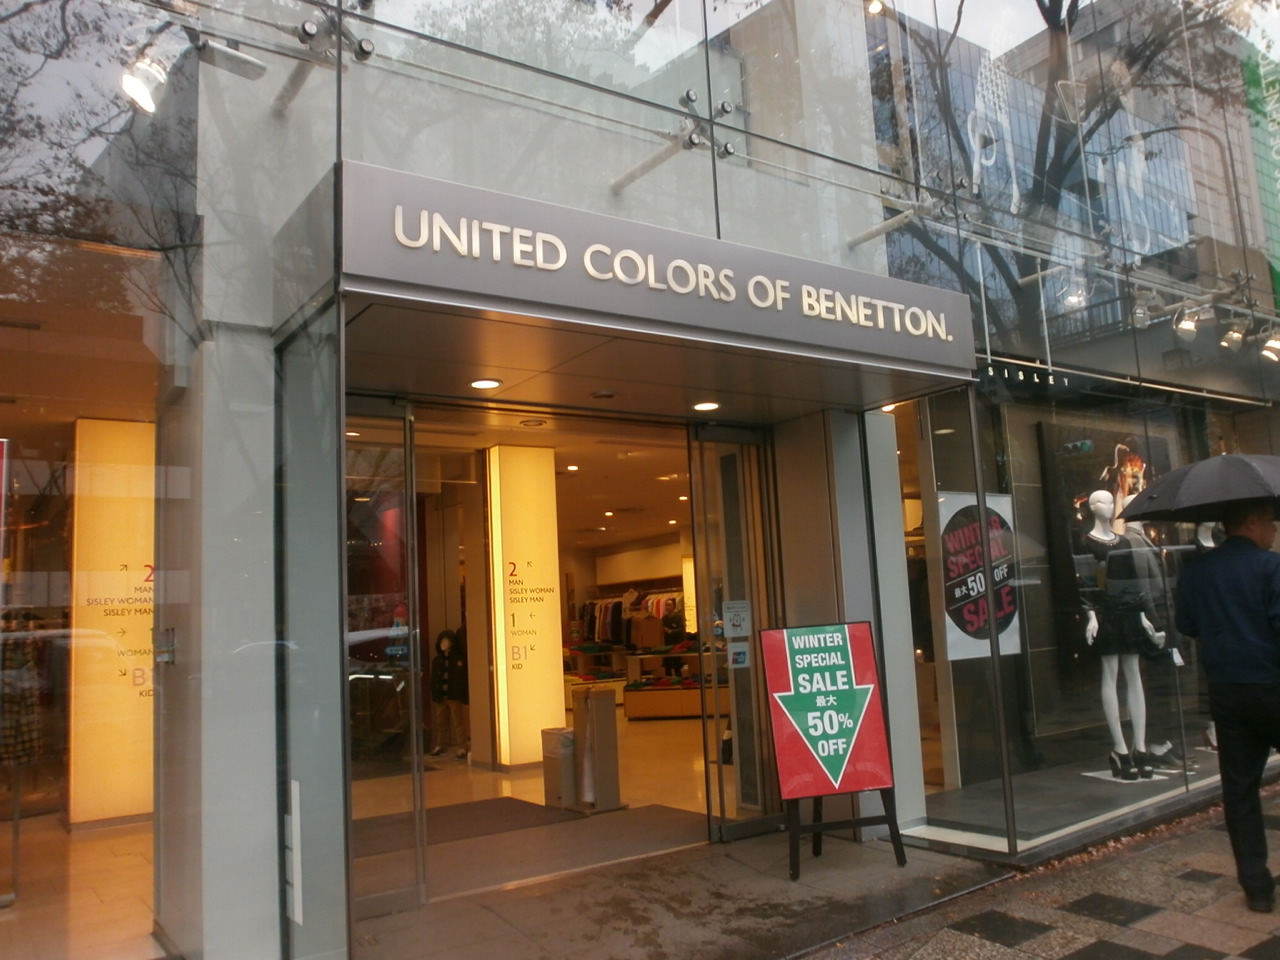 UNITED COLORS OF BENETTON.
SISLEY
2
MAN
SISLEY WOMAN
SISLEY MAN
WOMAN
B1
KID
2
MAN
SISLEY WOMAN
SISLEY MAN
1
WOMAN
B1
KID
WINTER
SPECIAL
SALE
最大
50%
OFF
WINTER
SPECIAL
最大 50% OFF
SALE